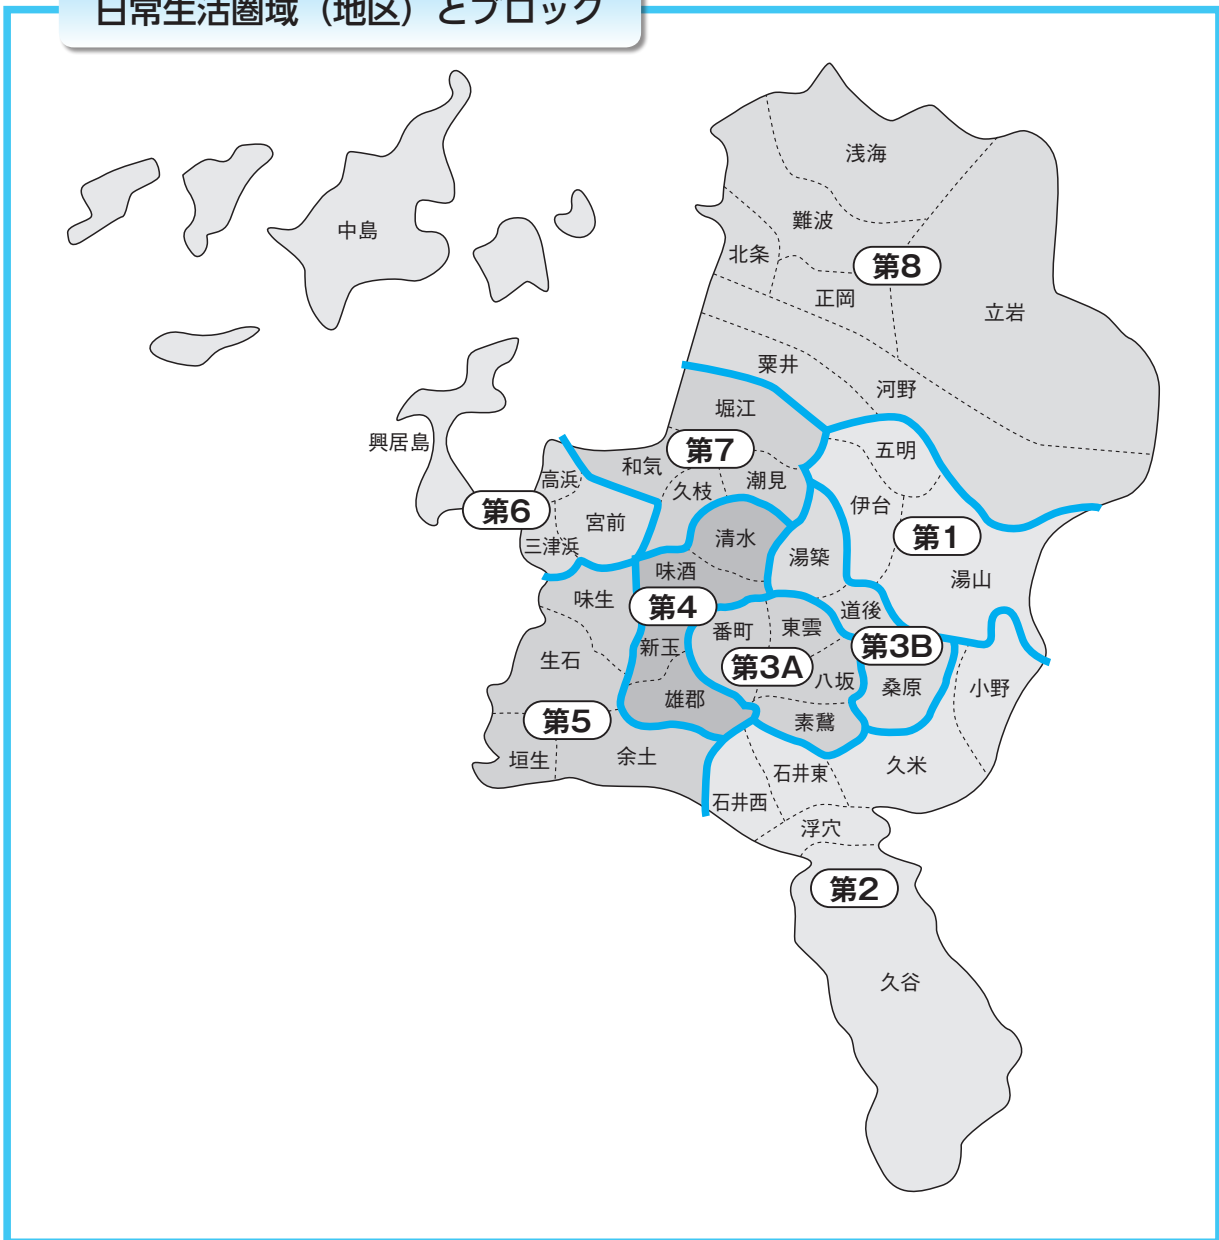 日常生活圏域（地区）とブロック
浅海
難波
中島
北条
第8
正岡
立岩
粟井
河野
堀江
興居島
第7
五明
和気
高浜
潮見
久枝
伊台
第6
宮前
第1
清水
三津浜
湯築
味酒
湯山
味生
第4
道後
番町
東雲
新玉
第3B
生石
第3A
八坂
桑原
小野
雄郡
第5
素鵞
垣生
余土
石井東
久米
石井西
浮穴
第2
久谷